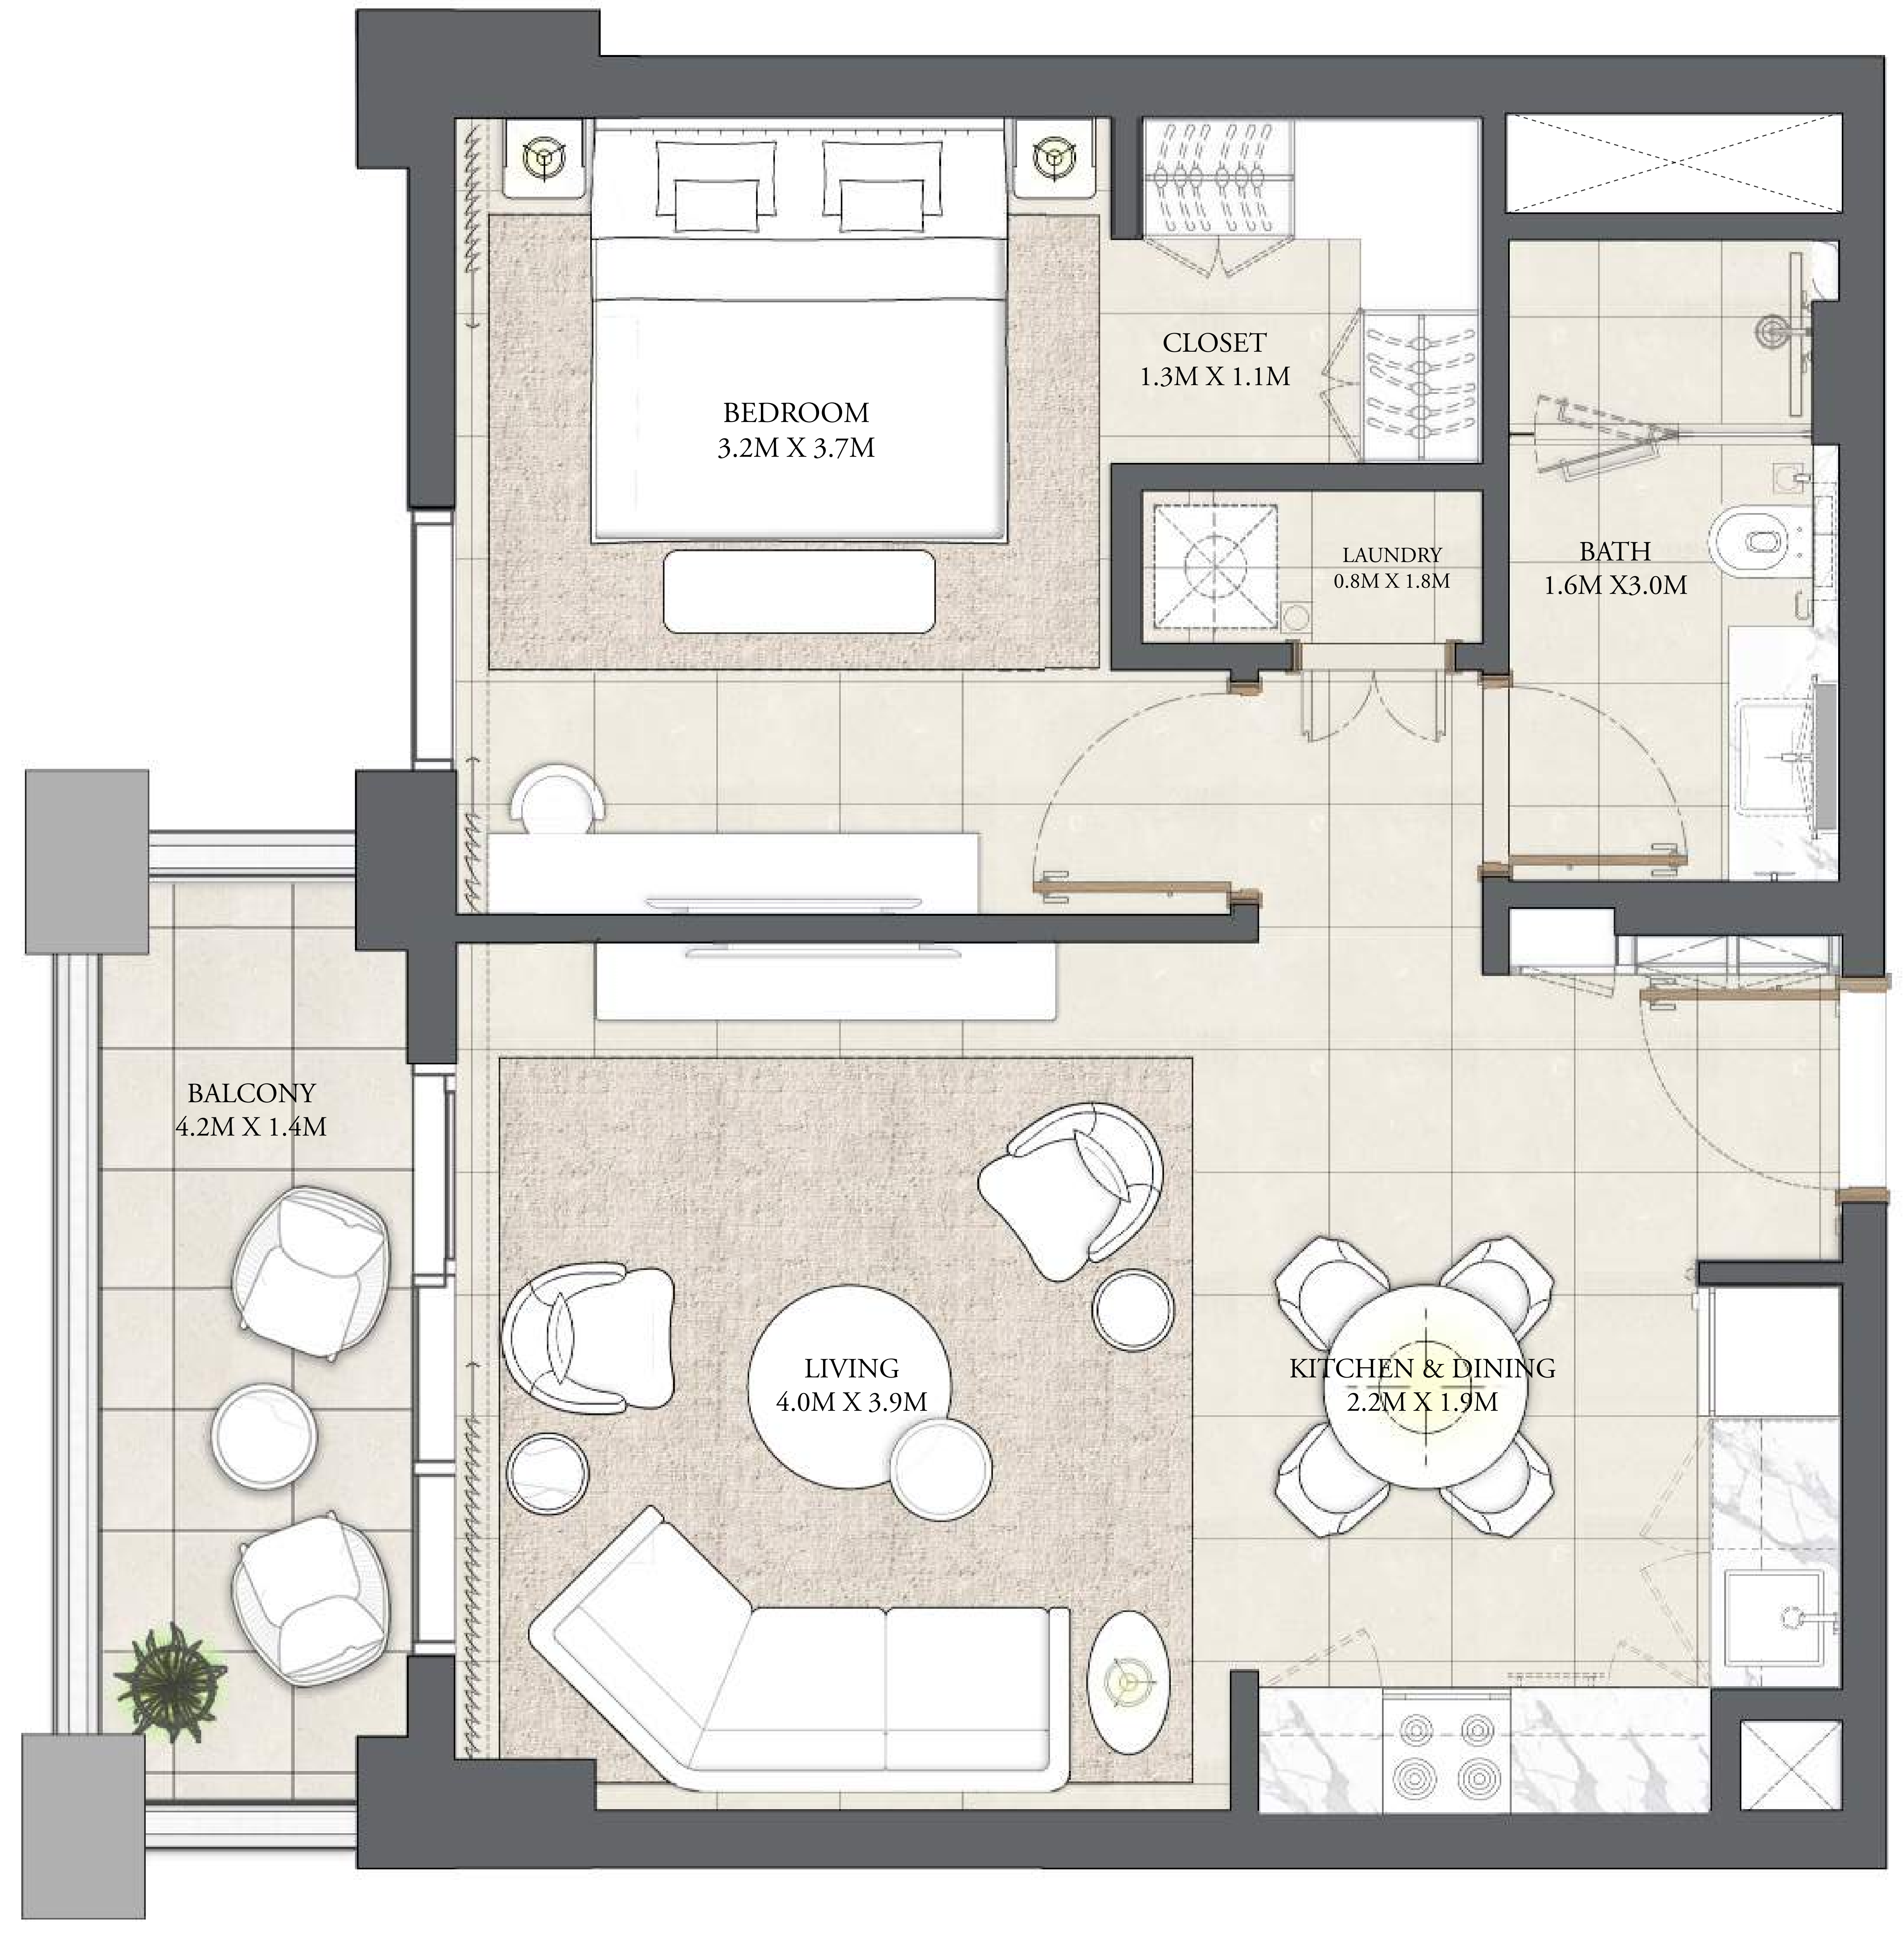 CLOSET
1.3M X 1.1M
BEDROOM
3.2M X 3.7M
LAUNDRY
0.8M X 1.8M
BATH
1.6M X3.0M
BALCONY
4.2M X 1.4M
LIVING
4.0M X 3.9M
KITCHEN & DINING
2.2M X 1.9M